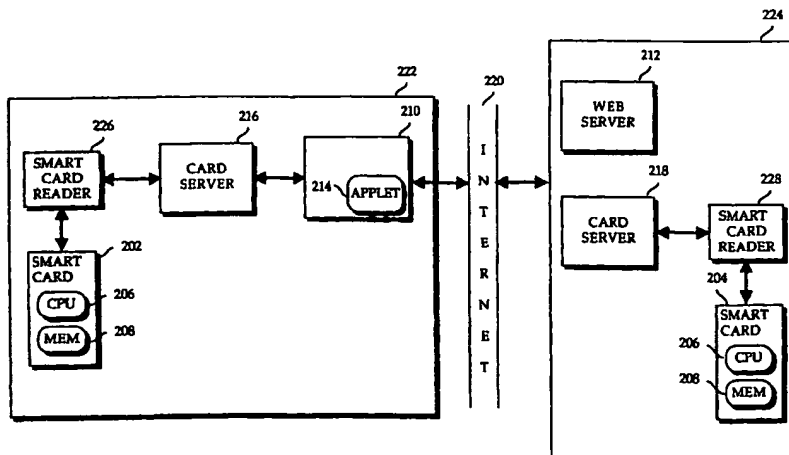 224
222
220
212
226
216
210
WEB
SERVER
SMART
CARD
READER
CARD
SERVER
214
APPLET
I
N
T
E
R
N
E
T
218
228
CARD
SERVER
SMART
CARD
READER
202
SMART
CARD
206
CPU
208
MEM
204
SMART
CARD
206
CPU
208
MEM